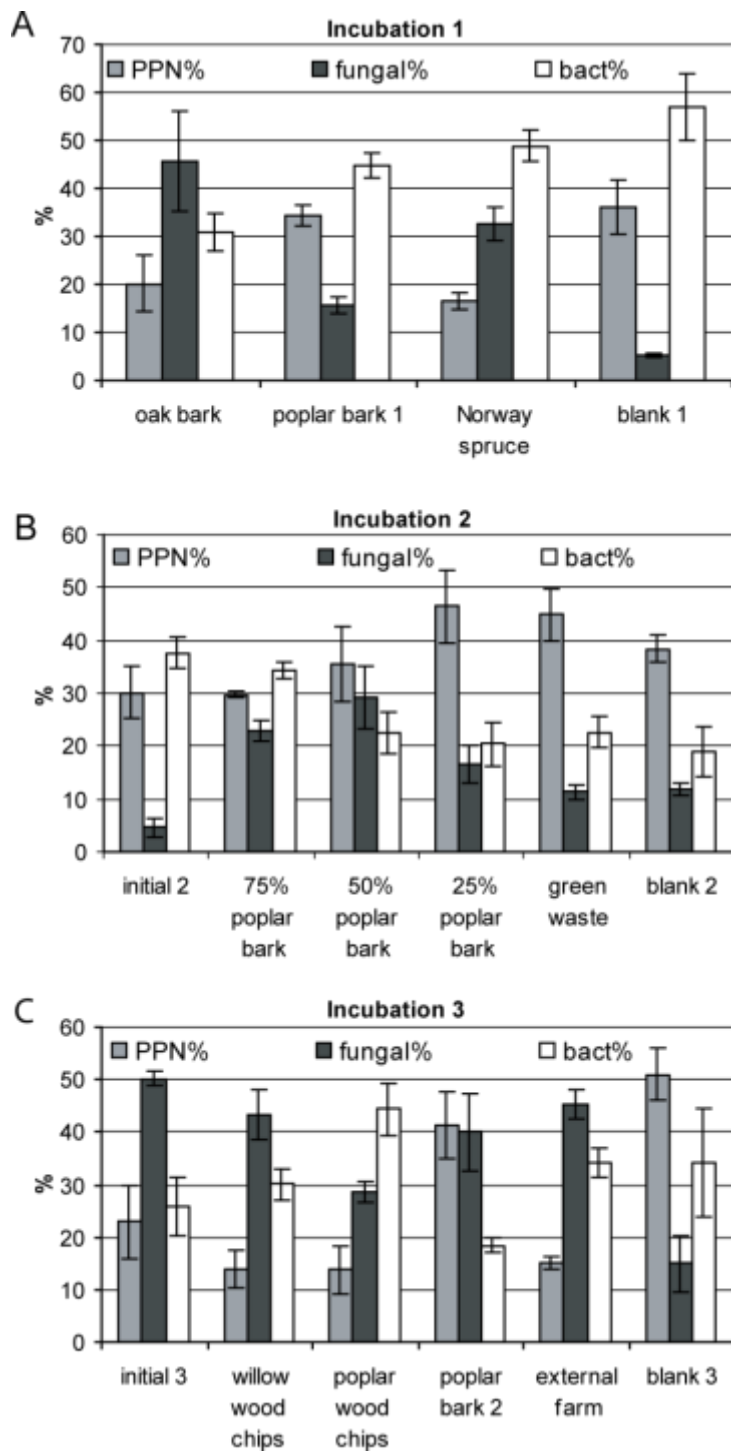 A
Incubation 1
70
PPN% fungal% bact%
60
50
40
%
30
20
10
0
oak bark poplar bark 1 Norway blank 1
spruce
B
Incubation 2
60
PPN% fungal% bact%
50
40
%
30
20
10
0
initial 2 75% 50% 25% green blank 2
poplar poplar poplar waste
bark bark bark
C
Incubation 3
60
PPN% fungal% bact%
50
40
%
30
20
10
0
initial 3 willow poplar poplar external blank 3
wood wood bark 2 farm
chips chips